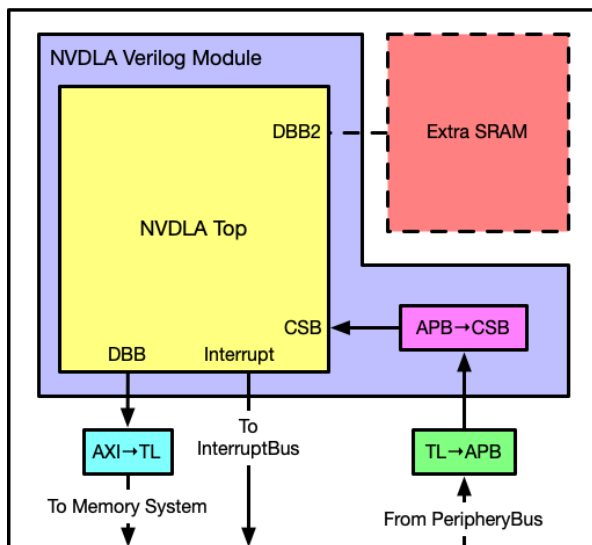 NVDLA Verilog Module
DBB2
Extra SRAM
NVDLA Top
CSB
APB→CSB
DBB
Interrupt
AXI→TL
To
InterruptBus
TL→APB
To Memory System
From PeripheryBus